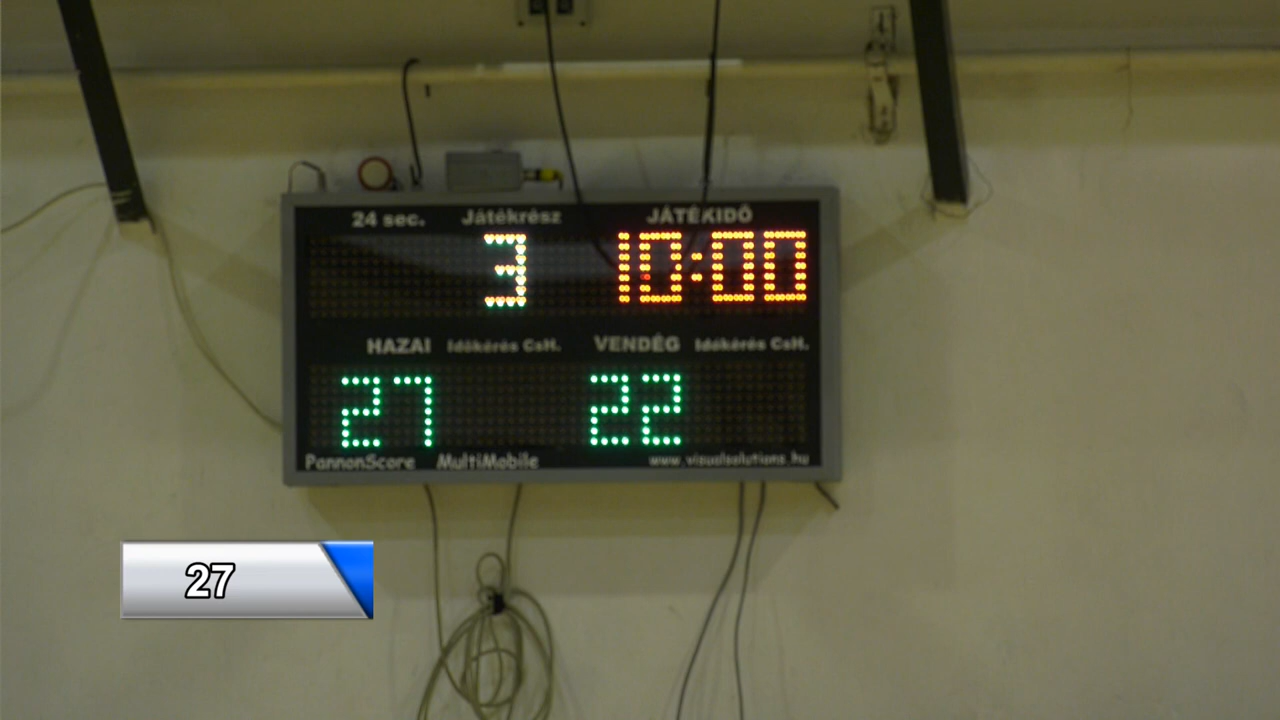 24 sec. Játékrész JÁTÉKIDŐ
3 10:00
HAZAI Időkérés CsH. VENDÉG Időkérés CsH.
27 22
PannonScore MultiMobile www.visualsolutions.hu
27